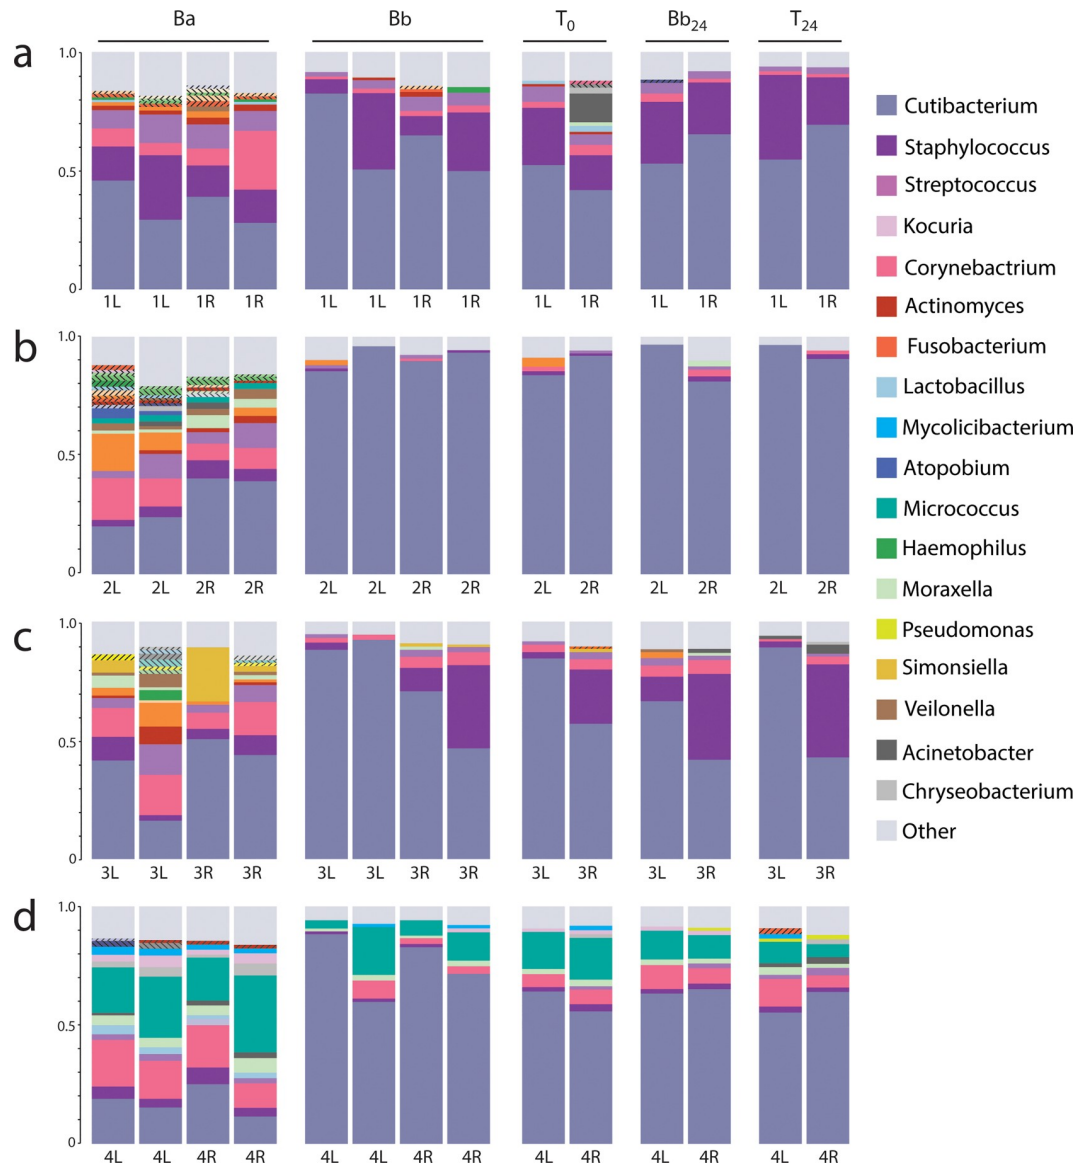 Ba Bb T0 Bb24 T24
a
1.0
0.5
0
1L 1L 1R 1R 1L 1L 1R 1R 1L 1R 1L 1R 1L 1R
b
1.0
0.5
0
2L 2L 2R 2R 2L 2L 2R 2R 2L 2R 2L 2R 2L 2R
c
1.0
0.5
0
3L 3L 3R 3R 3L 3L 3R 3R 3L 3R 3L 3R 3L 3R
d
1.0
0.5
0
4L 4L 4R 4R 4L 4L 4R 4R 4L 4R 4L 4R 4L 4R
Cutibacterium
Staphylococcus
Streptococcus
Kocuria
Corynebactrium
Actinomyces
Fusobacterium
Lactobacillus
Mycolicibacterium
Atopobium
Micrococcus
Haemophilus
Moraxella
Pseudomonas
Simonsiella
Veilonella
Acinetobacter
Chryseobacterium
Other